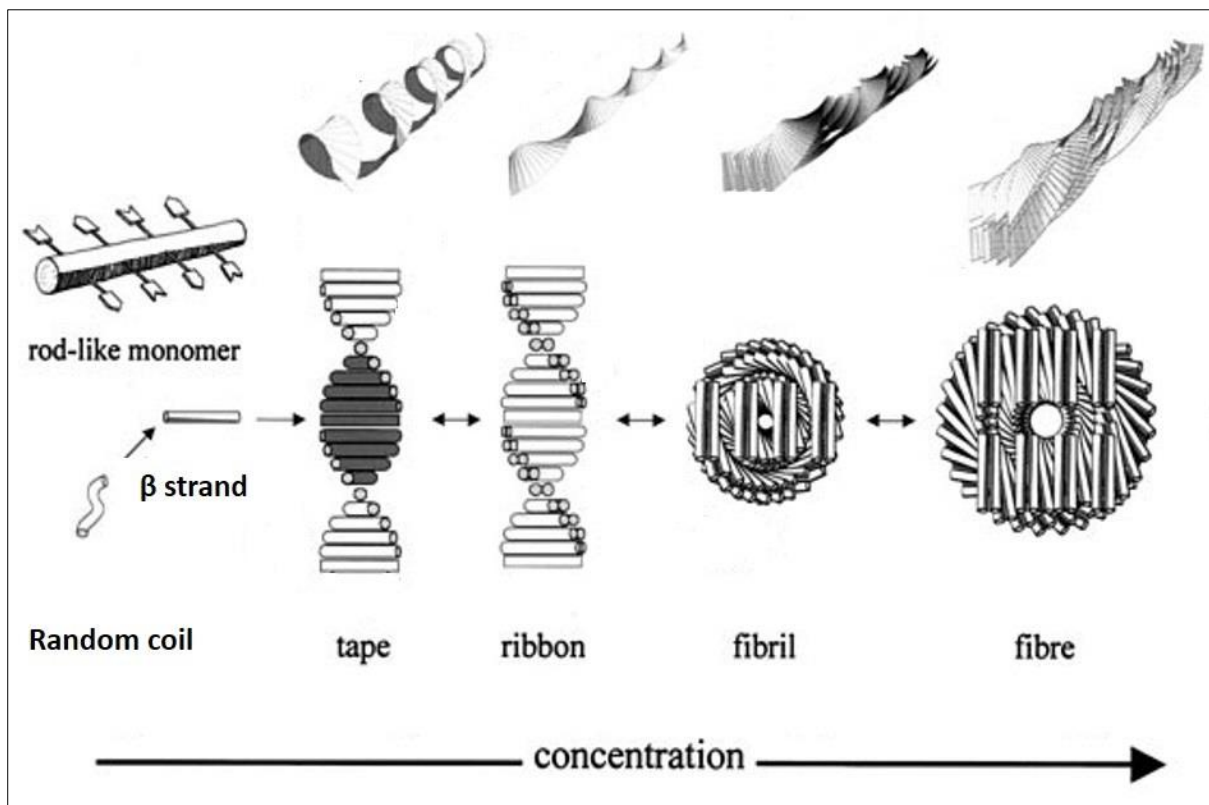 rod-like monomer
β strand
Random coil
tape
ribbon
fibril
fibre
concentration